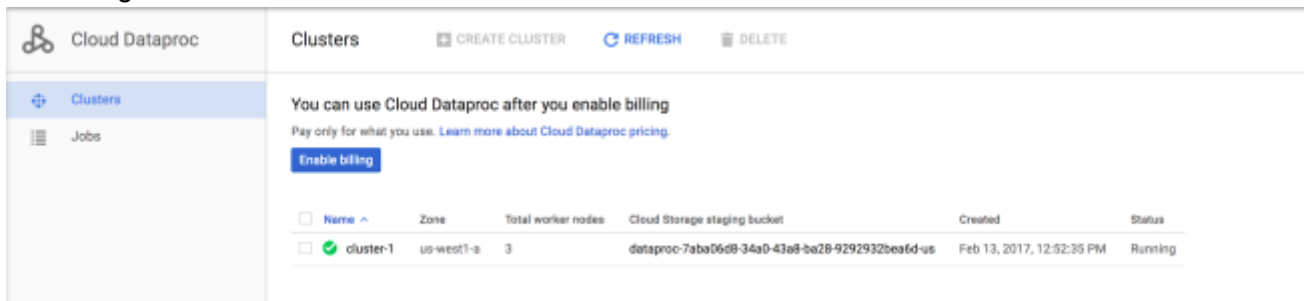 Cloud Dataproc
Clusters CREATE CLUSTER REFRESH DELETE
Clusters
Jobs
You can use Cloud Dataproc after you enable billing
Pay only for what you use. Learn more about Cloud Dataproc pricing.
Enable billing
Name Zone Total worker nodes Cloud Storage staging bucket Created Status
cluster-1 us-west1-a 3 dataproc-7aba06d8-34a0-43a8-ba28-9292932bea6d-us Feb 13, 2017, 12:52:35 PM Running